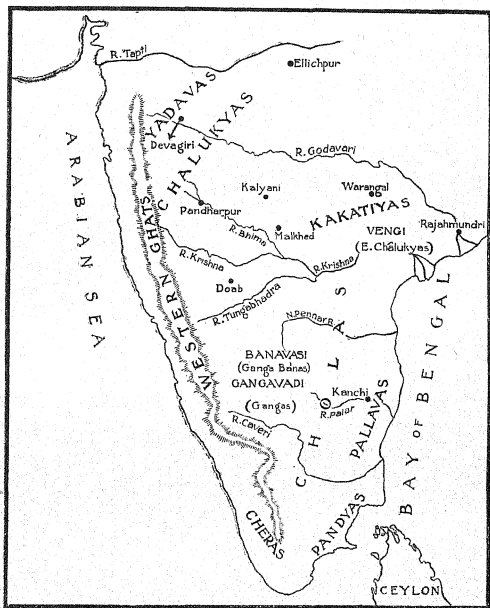 R. Tapti
Ellichpur
YADAVAS
Devagiri
CHALUKYAS
R. Godavari
ARABIAN SEA
WESTERN GHATS
Kalyani
Warangal
Pandharpur
KAKATIYAS
Rajahmundri
R. Bhima
Malkhed
VENGI
(E. Chalukyas)
R. Krishna
R. Krishna
Doab
R. Tungabhadra
N. Pennar
CHOLAS
BANAVASI
(Ganga Banas)
GANGAVADI
(Gangas)
Kanchi
R. palar
PALLAVAS
BAY OF BENGAL
R. Caveri
CHERAS
PANDYAS
CEYLON